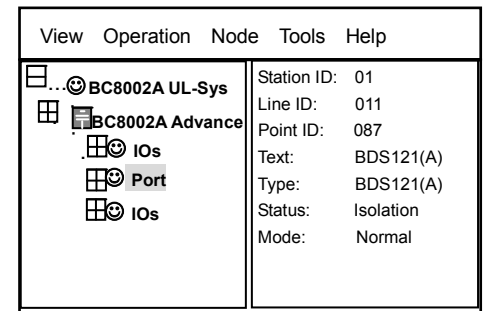 View Operation Node Tools Help
BC8002A UL-Sys
BC8002A Advance
IOs
Port
IOs
Station ID: 01
Line ID: 011
Point ID: 087
Text: BDS121(A)
Type: BDS121(A)
Status: Isolation
Mode: Normal